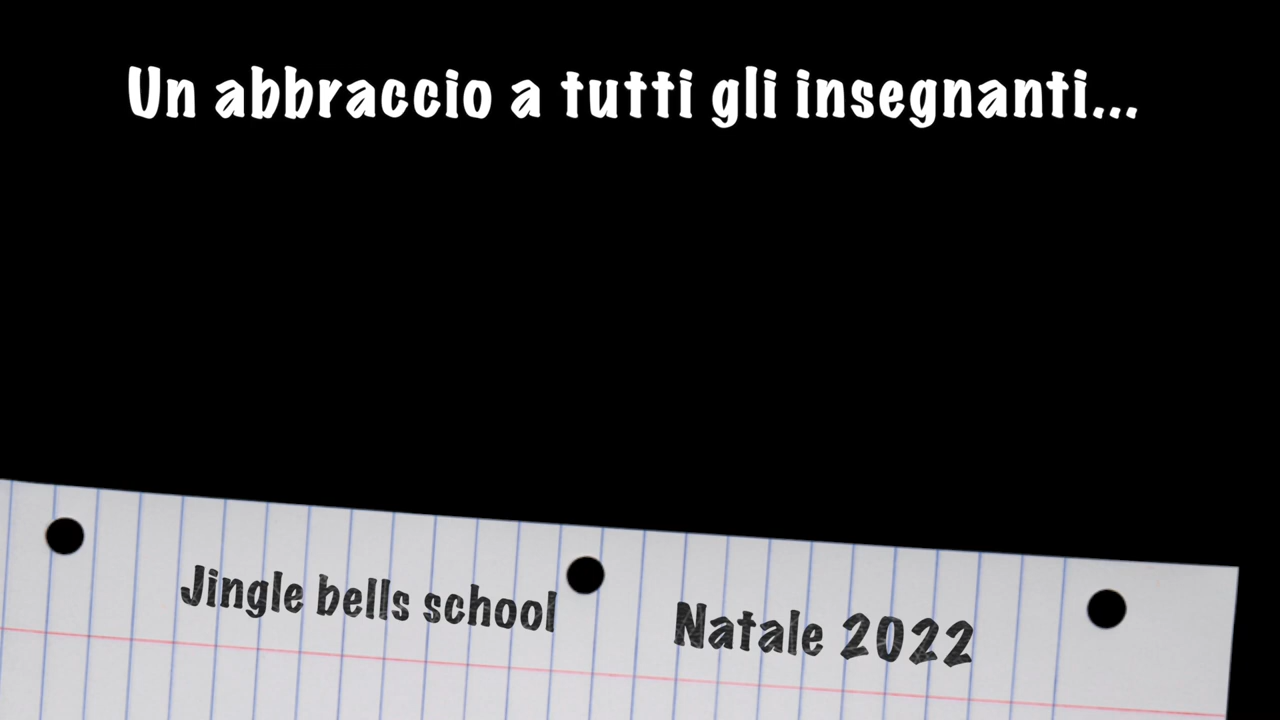 Un abbraccio a tutti gli insegnanti...
Jingle bells school
Natale 2022